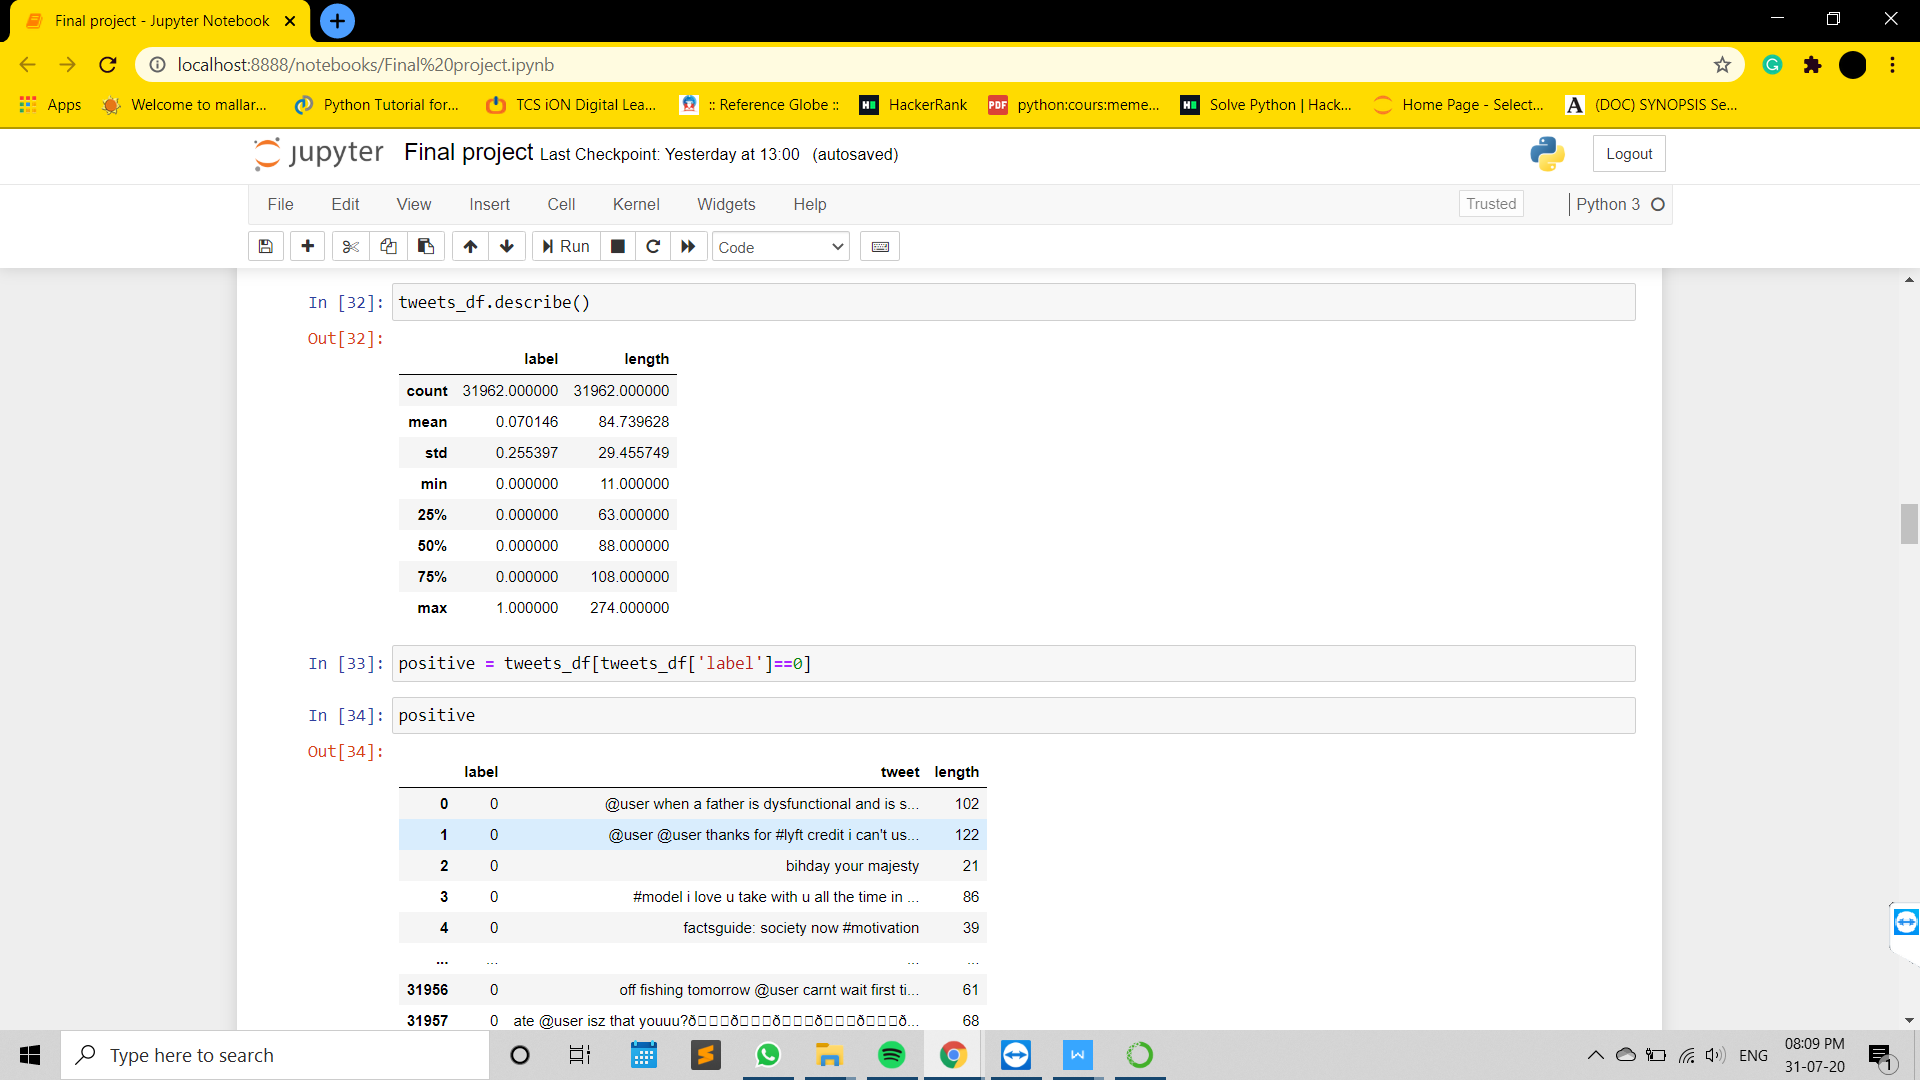 Final project - Jupyter Notebook
localhost:8888/notebooks/Final%20project.ipynb
Apps Welcome to mallar... Python Tutorial for... TCS iON Digital Lea... :: Reference Globe :: HackerRank PDF python:cours:meme... Solve Python | Hack... Home Page - Select... A (DOC) SYNOPSIS Se...
jupyter Final project Last Checkpoint: Yesterday at 13:00 (autosaved) Logout
File Edit View Insert Cell Kernel Widgets Help Trusted Python 3
Run Code
In [32]: tweets_df.describe()
Out[32]:
label length
count 31962.000000 31962.000000
mean 0.070146 84.739628
std 0.255397 29.455749
min 0.000000 11.000000
25% 0.000000 63.000000
50% 0.000000 88.000000
75% 0.000000 108.000000
max 1.000000 274.000000
In [33]: positive = tweets_df[tweets_df['label']==0]
In [34]: positive
Out[34]:
label tweet length
0 0 @user when a father is dysfunctional and is s... 102
1 0 @user @user thanks for #lyft credit i can't us... 122
2 0 bihday your majesty 21
3 0 #model i love u take with u all the time in ... 86
4 0 factsguide: society now #motivation 39
... ... ... ...
31956 0 off fishing tomorrow @user carnt wait first ti... 61
31957 0 ate @user isz that youuu?ð□□□ð□□□ð□□□ð□□□ð□□□ð... 68
Type here to search
ENG
08:09 PM
31-07-20
1